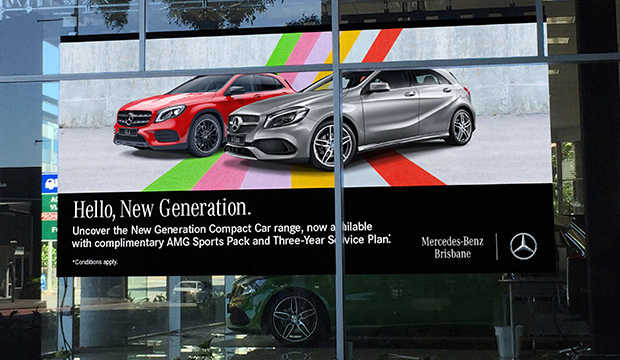 Hello, New Generation.
Uncover the New Generation Compact Car range, now available
with complimentary AMG Sports Pack and Three-Year Service Plan.*
*Conditions apply.
Mercedes-Benz
Brisbane